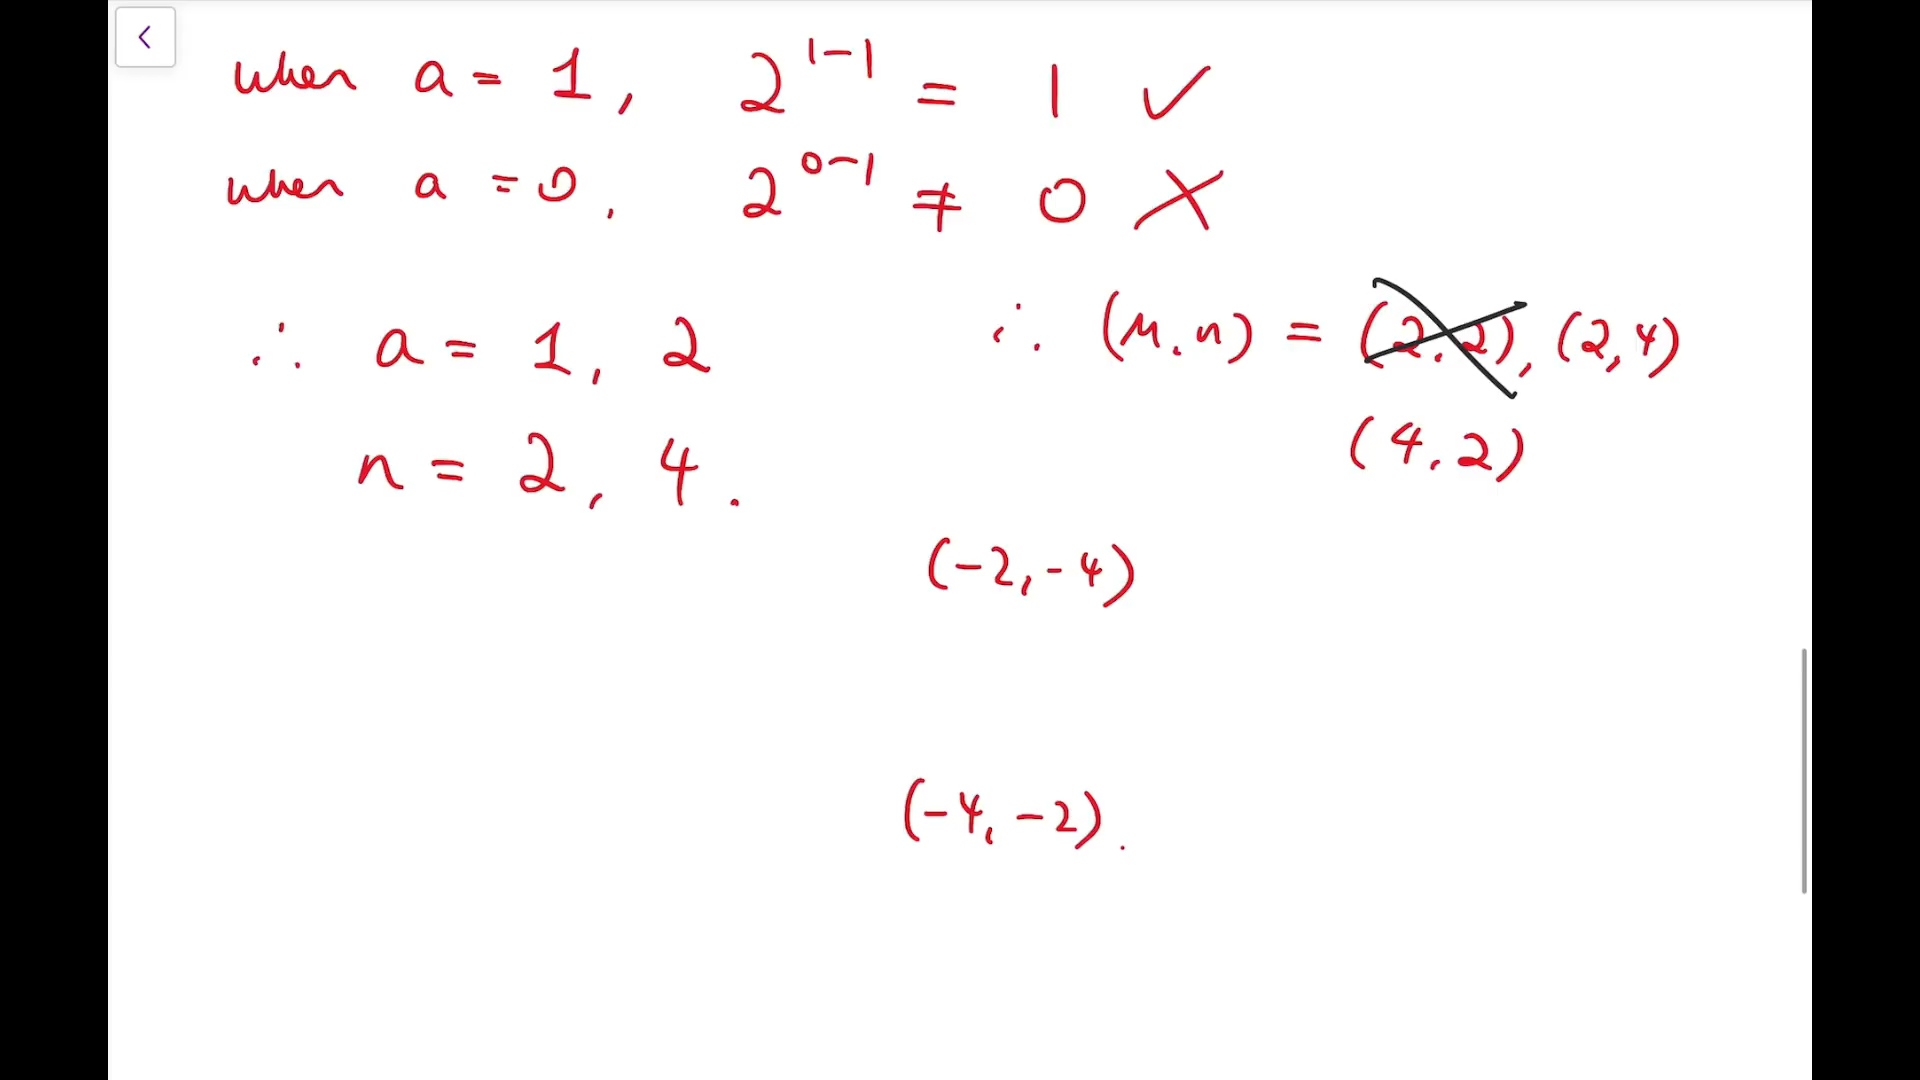 when a = 1, 2^{1-1} = 1 ✓
when a = 0. 2^{0-1} ≠ 0 ✗
∴ a = 1, 2
n = 2, 4.
∴ (m.n) = (2.2), (2,4)
(4.2)
(-2,-4)
(-4,-2).